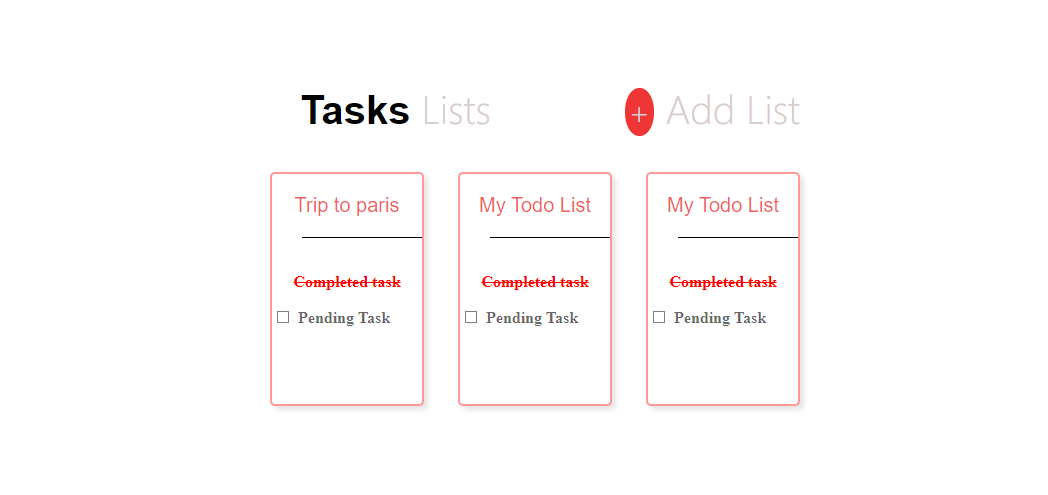 Tasks Lists
+ Add List
Trip to paris
Completed task
Pending Task
My Todo List
Completed task
Pending Task
My Todo List
Completed task
Pending Task